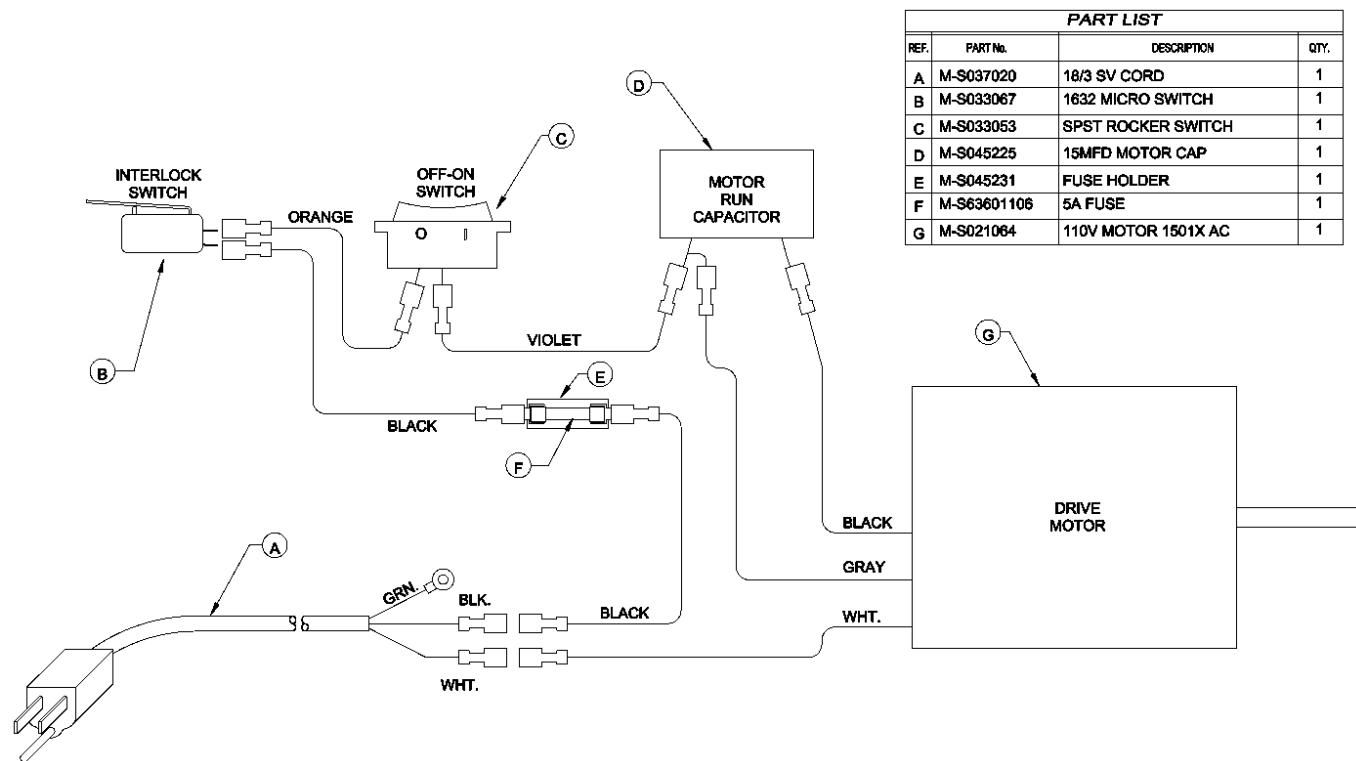 PART LIST
REF. PART No. DESCRIPTION QTY.
A M-S037020 18/3 SV CORD 1
B M-S033067 1632 MICRO SWITCH 1
C M-S033053 SPST ROCKER SWITCH 1
D M-S045225 15MFD MOTOR CAP 1
E M-S045231 FUSE HOLDER 1
F M-S63601106 5A FUSE 1
G M-S021064 110V MOTOR 1501X AC 1
D
C
INTERLOCK
SWITCH
OFF-ON
SWITCH
MOTOR
RUN
CAPACITOR
ORANGE
O I
B
VIOLET
G
E
BLACK
F
DRIVE
MOTOR
BLACK
A
GRAY
GRN.
BLK.
BLACK
WHT.
WHT.